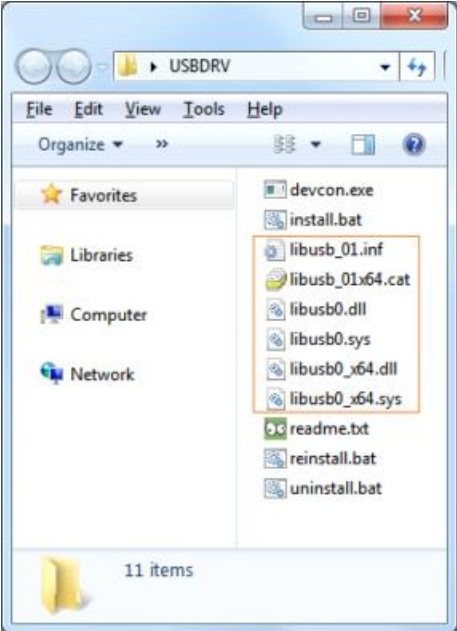 USBDRV
File Edit View Tools Help
Organize »
Favorites
Libraries
Computer
Network
devcon.exe
install.bat
libusb_01.inf
libusb_01x64.cat
libusb0.dll
libusb0.sys
libusb0_x64.dll
libusb0_x64.sys
readme.txt
reinstall.bat
uninstall.bat
11 items